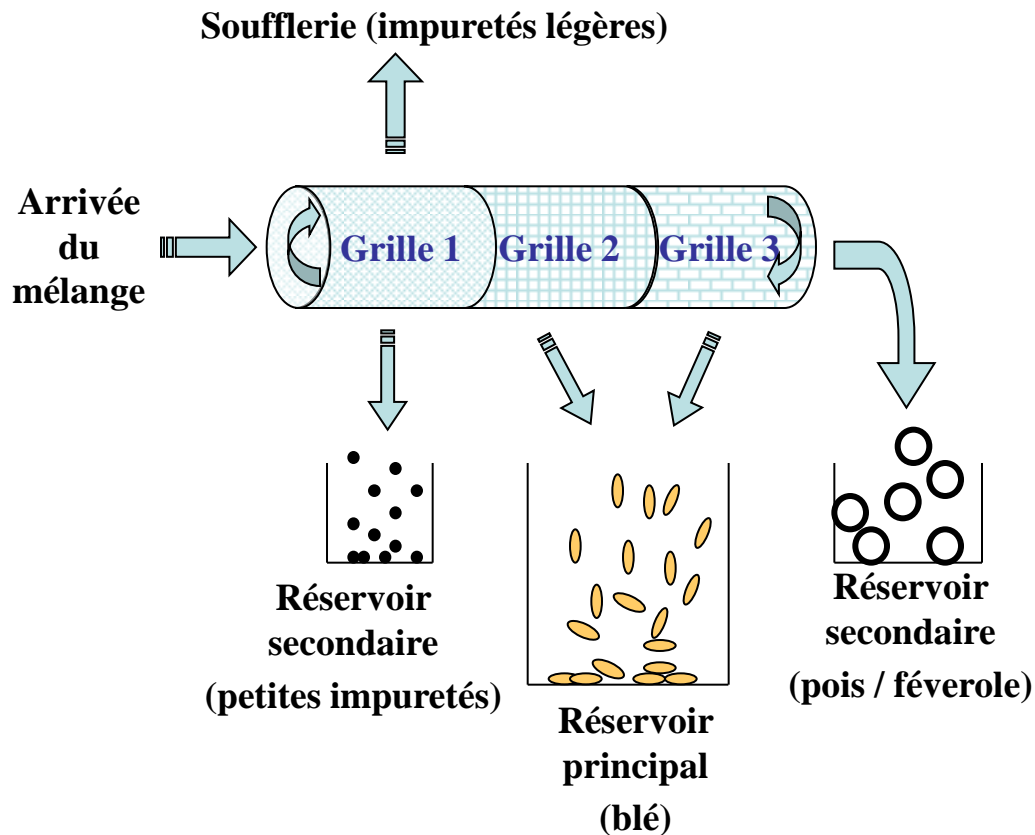 Soufflerie (impuretés légères)
Arrivée
du
mélange
Grille 1
Grille 2
Grille 3
Réservoir
secondaire
(petites impuretés)
Réservoir
principal
(blé)
Réservoir
secondaire
(pois / féverole)